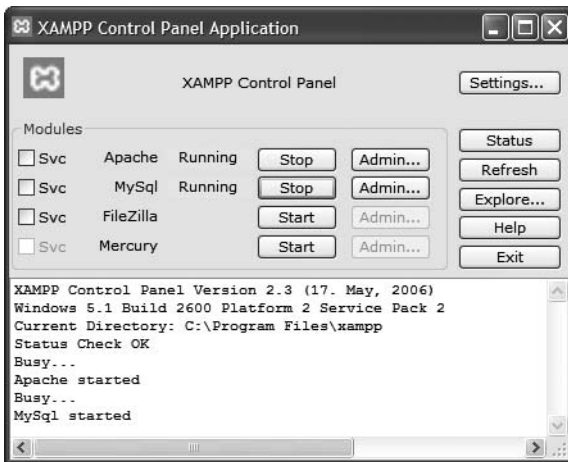 XAMPP Control Panel Application
XAMPP Control Panel
Settings...
Modules
Svc Apache Running Stop Admin...
Svc MySql Running Stop Admin...
Svc FileZilla Start Admin...
Svc Mercury Start Admin...
Status
Refresh
Explore...
Help
Exit
XAMPP Control Panel Version 2.3 (17. May, 2006)
Windows 5.1 Build 2600 Platform 2 Service Pack 2
Current Directory: C:\Program Files\xampp
Status Check OK
Busy...
Apache started
Busy...
MySql started